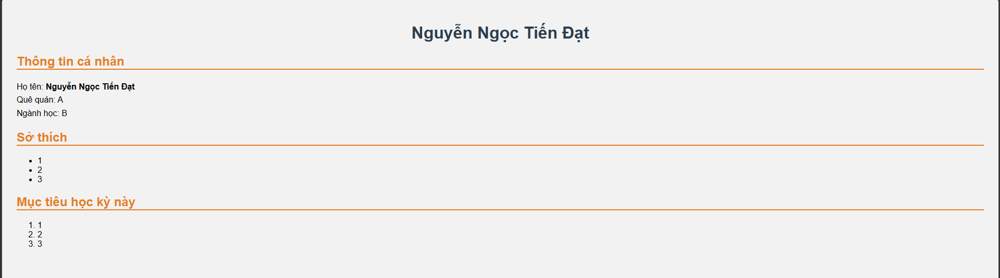 Nguyễn Ngọc Tiến Đạt
Thông tin cá nhân
Họ tên: Nguyễn Ngọc Tiến Đạt
Quê quán: A
Ngành học: B
Sở thích
• 1
• 2
• 3
Mục tiêu học kỳ này
1. 1
2. 2
3. 3